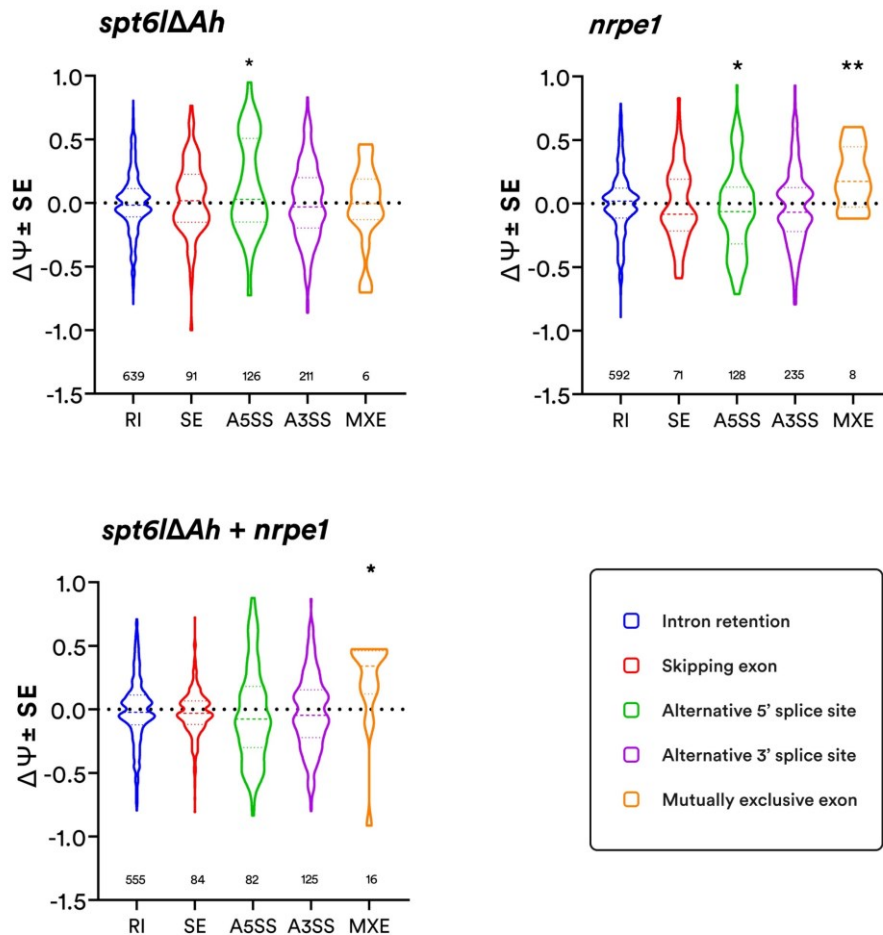 spt6lΔAh
*
ΔΨ ± SE
1.0
0.5
0.0
-0.5
-1.0
-1.5
639 91 126 211 6
RI SE A5SS A3SS MXE
nrpe1
* **
ΔΨ ± SE
1.0
0.5
0.0
-0.5
-1.0
-1.5
592 71 128 235 8
RI SE A5SS A3SS MXE
spt6lΔAh + nrpe1
*
ΔΨ ± SE
1.0
0.5
0.0
-0.5
-1.0
-1.5
555 84 82 125 16
RI SE A5SS A3SS MXE
Intron retention
Skipping exon
Alternative 5' splice site
Alternative 3' splice site
Mutually exclusive exon